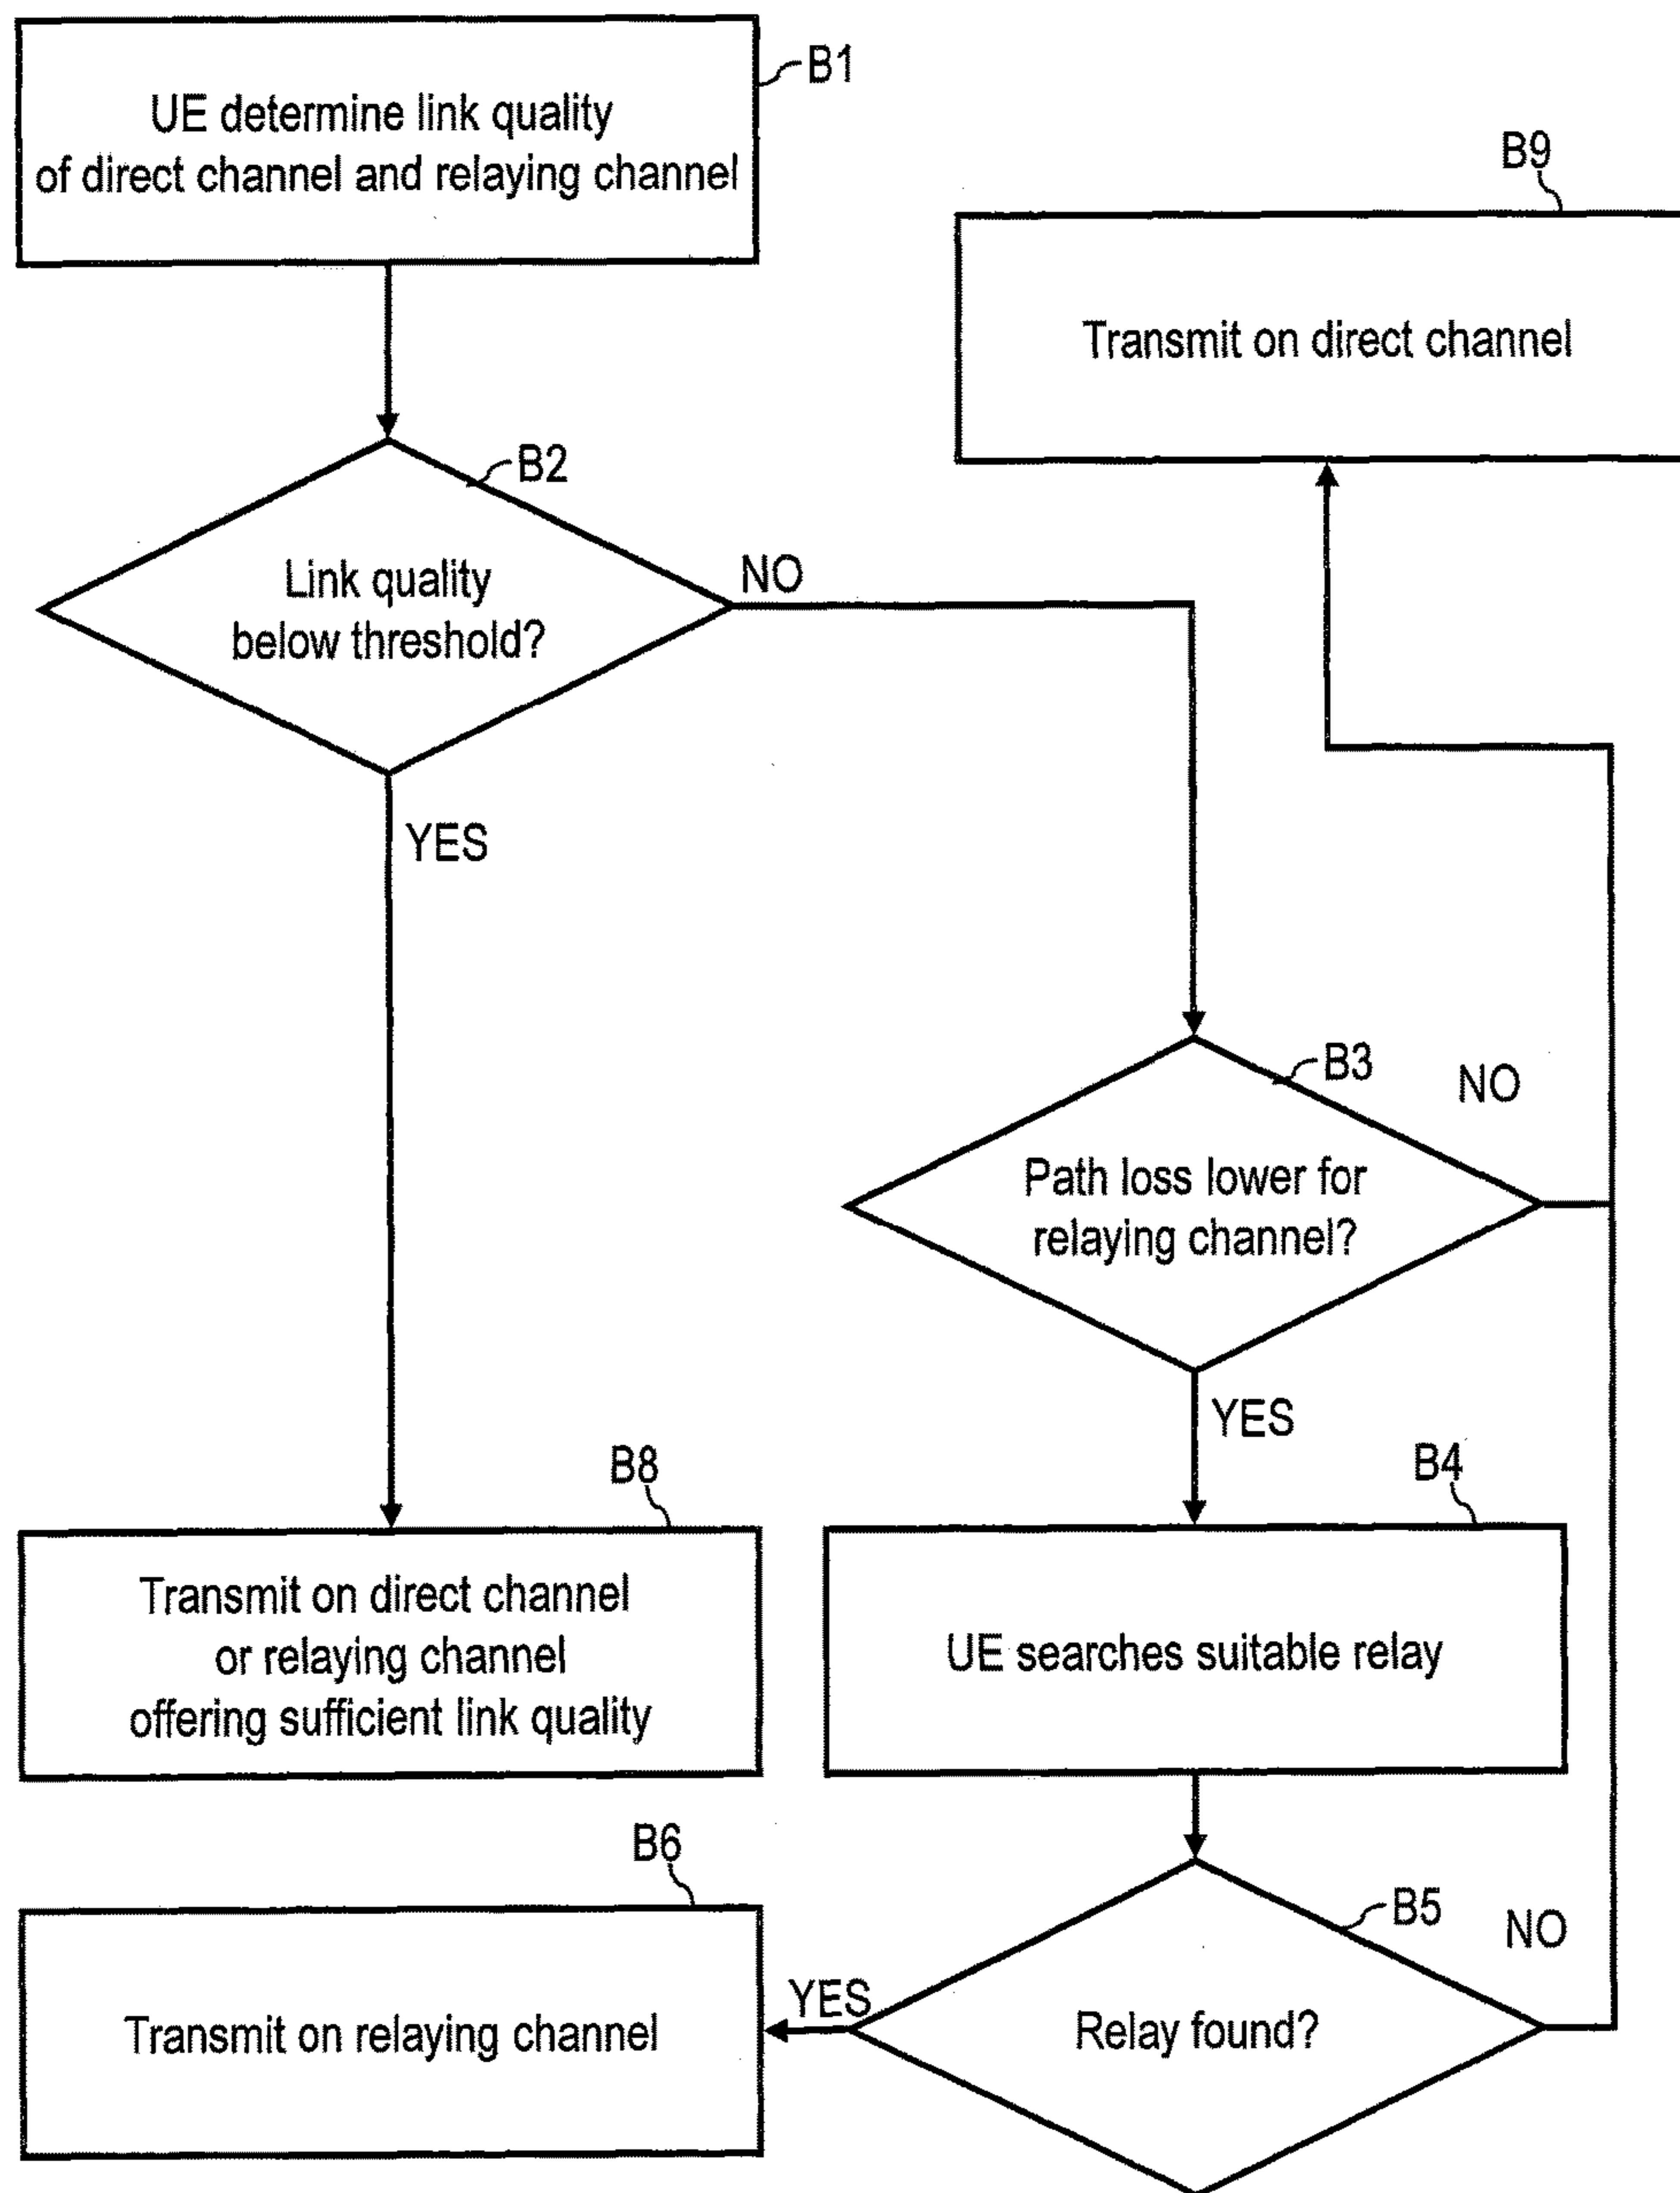 B1
UE determine link quality
of direct channel and relaying channel
B9
Transmit on direct channel
B2
Link quality
below threshold?
NO
YES
B3
NO
Path loss lower for
relaying channel?
YES
B8
Transmit on direct channel
or relaying channel
offering sufficient link quality
B4
UE searches suitable relay
B6
Transmit on relaying channel
B5
NO
YES
Relay found?